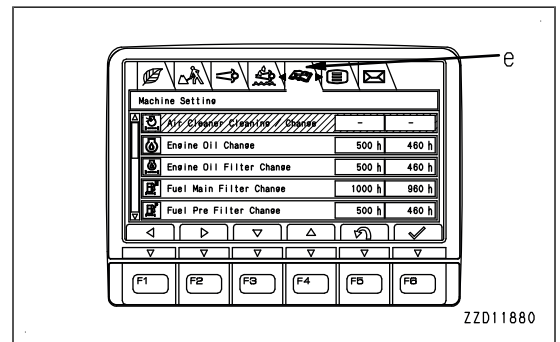 e
Machine Setting
Air Cleaner Cleaning / Change - -
Engine Oil Change 500 h 460 h
Engine Oil Filter Change 500 h 460 h
Fuel Main Filter Change 1000 h 960 h
Fuel Pre Filter Change 500 h 460 h
F1 F2 F3 F4 F5 F6
ZZD11880